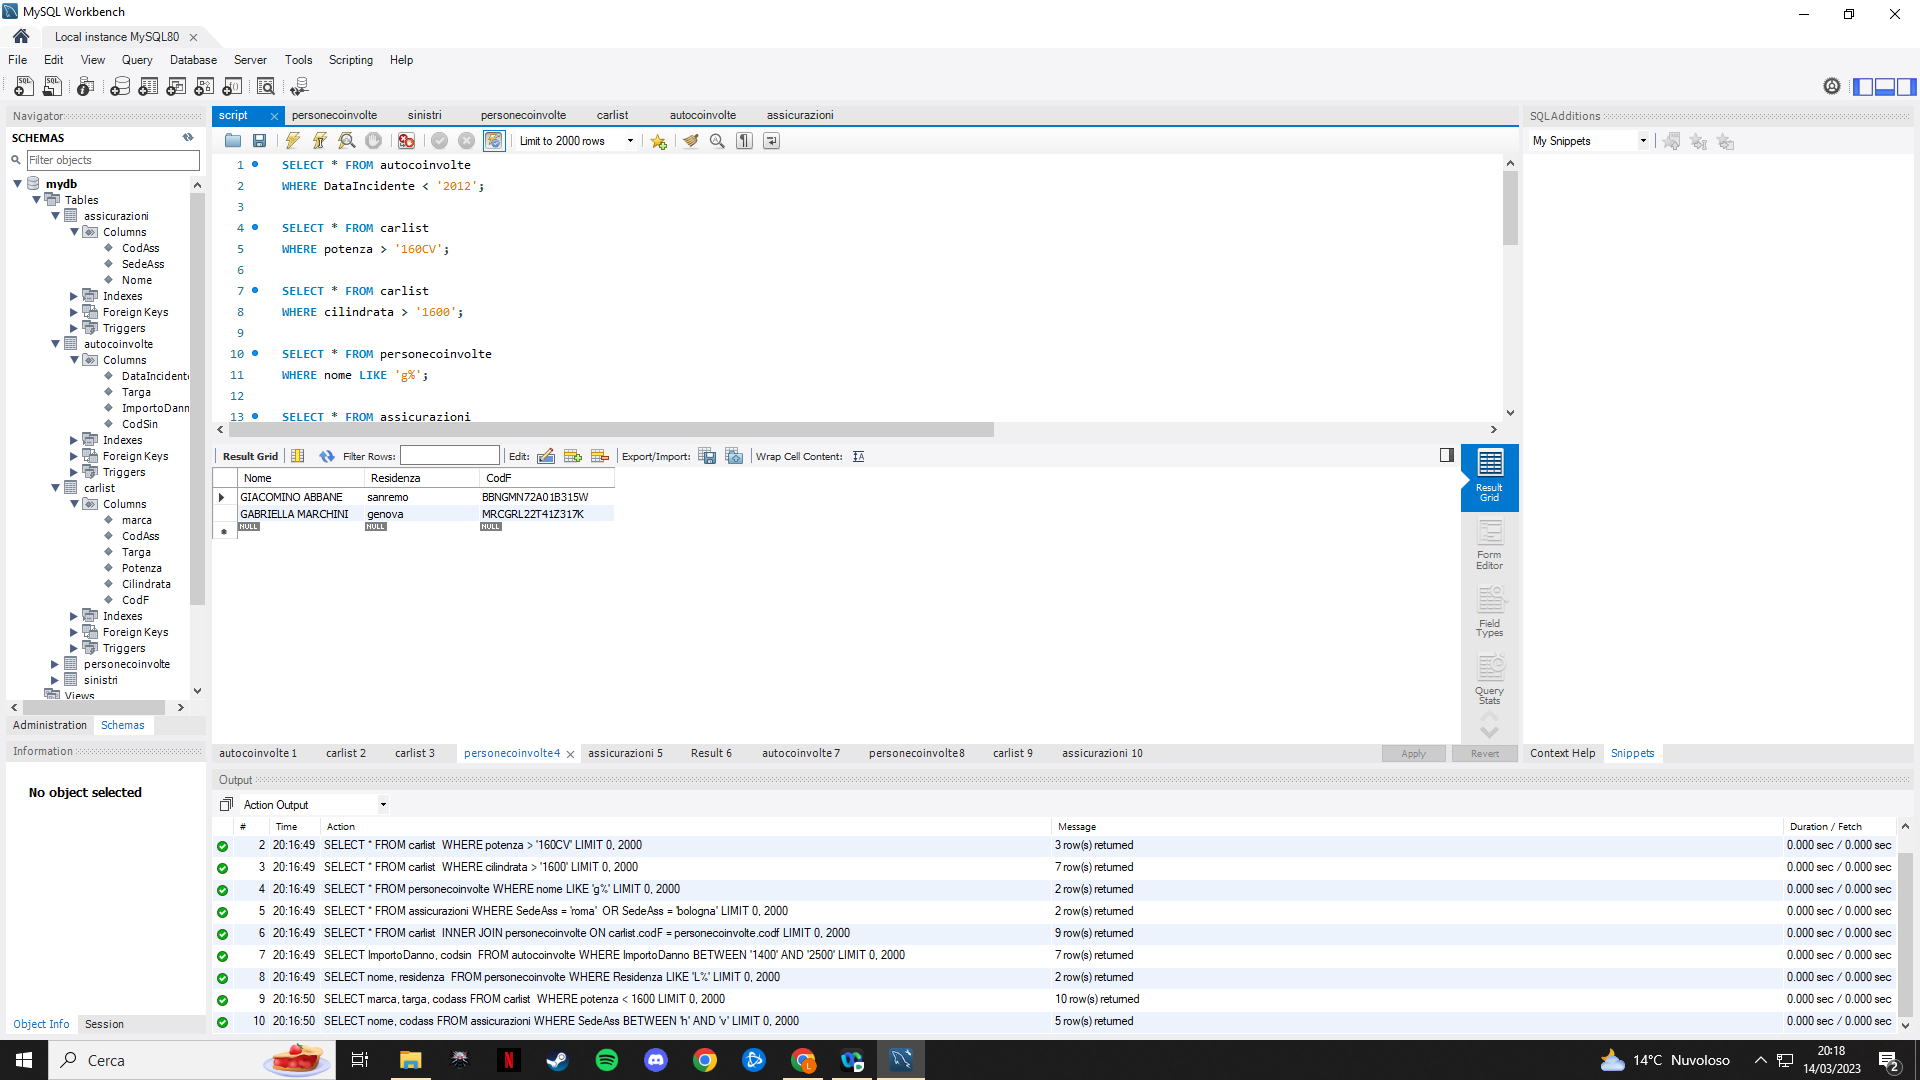 MySQL Workbench
Local instance MySQL80
File Edit View Query Database Server Tools Scripting Help
Navigator
SCHEMAS
Filter objects
mydb
Tables
assicurazioni
Columns
CodAss
SedeAss
Nome
Indexes
Foreign Keys
Triggers
autocoinvolte
Columns
DataIncident
Targa
ImportoDann
CodSin
Indexes
Foreign Keys
Triggers
carlist
Columns
marca
CodAss
Targa
Potenza
Cilindrata
CodF
Indexes
Foreign Keys
Triggers
personecoinvolte
sinistri
Views
Administration Schemas
Information
No object selected
Object Info Session
script personecoinvolte sinistri personecoinvolte carlist autocoinvolte assicurazioni
Limit to 2000 rows
1 SELECT * FROM autocoinvolte
2 WHERE DataIncidente < '2012';
3
4 SELECT * FROM carlist
5 WHERE potenza > '160CV';
6
7 SELECT * FROM carlist
8 WHERE cilindrata > '1600';
9
10 SELECT * FROM personecoinvolte
11 WHERE nome LIKE 'g%';
12
13 SELECT * FROM assicurazioni
Result Grid Filter Rows: Edit: Export/Import: Wrap Cell Content:
Nome Residenza CodF
GIACOMINO ABBANE sanremo BBNGMN72A01B315W
GABRIELLA MARCHINI genova MRCGRL22T41Z317K
NULL NULL NULL
Result Grid
Form Editor
Field Types
Query Stats
autocoinvolte 1 carlist 2 carlist 3 personecoinvolte 4 assicurazioni 5 Result 6 autocoinvolte 7 personecoinvolte 8 carlist 9 assicurazioni 10 Apply Revert
SQLAdditions
My Snippets
Context Help Snippets
Output
Action Output
# Time Action Message Duration / Fetch
2 20:16:49 SELECT * FROM carlist WHERE potenza > '160CV' LIMIT 0, 2000 3 row(s) returned 0.000 sec / 0.000 sec
3 20:16:49 SELECT * FROM carlist WHERE cilindrata > '1600' LIMIT 0, 2000 7 row(s) returned 0.000 sec / 0.000 sec
4 20:16:49 SELECT * FROM personecoinvolte WHERE nome LIKE 'g%' LIMIT 0, 2000 2 row(s) returned 0.000 sec / 0.000 sec
5 20:16:49 SELECT * FROM assicurazioni WHERE SedeAss = 'roma' OR SedeAss = 'bologna' LIMIT 0, 2000 2 row(s) returned 0.000 sec / 0.000 sec
6 20:16:49 SELECT * FROM carlist INNER JOIN personecoinvolte ON carlist.codF = personecoinvolte.codf LIMIT 0, 2000 9 row(s) returned 0.000 sec / 0.000 sec
7 20:16:49 SELECT ImportoDanno, codsin FROM autocoinvolte WHERE ImportoDanno BETWEEN '1400' AND '2500' LIMIT 0, 2000 7 row(s) returned 0.000 sec / 0.000 sec
8 20:16:49 SELECT nome, residenza FROM personecoinvolte WHERE Residenza LIKE 'L%' LIMIT 0, 2000 2 row(s) returned 0.000 sec / 0.000 sec
9 20:16:50 SELECT marca, targa, codass FROM carlist WHERE potenza < 1600 LIMIT 0, 2000 10 row(s) returned 0.000 sec / 0.000 sec
10 20:16:50 SELECT nome, codass FROM assicurazioni WHERE SedeAss BETWEEN 'h' AND 'v' LIMIT 0, 2000 5 row(s) returned 0.000 sec / 0.000 sec
Cerca
14°C Nuvoloso
20:18
14/03/2023
2